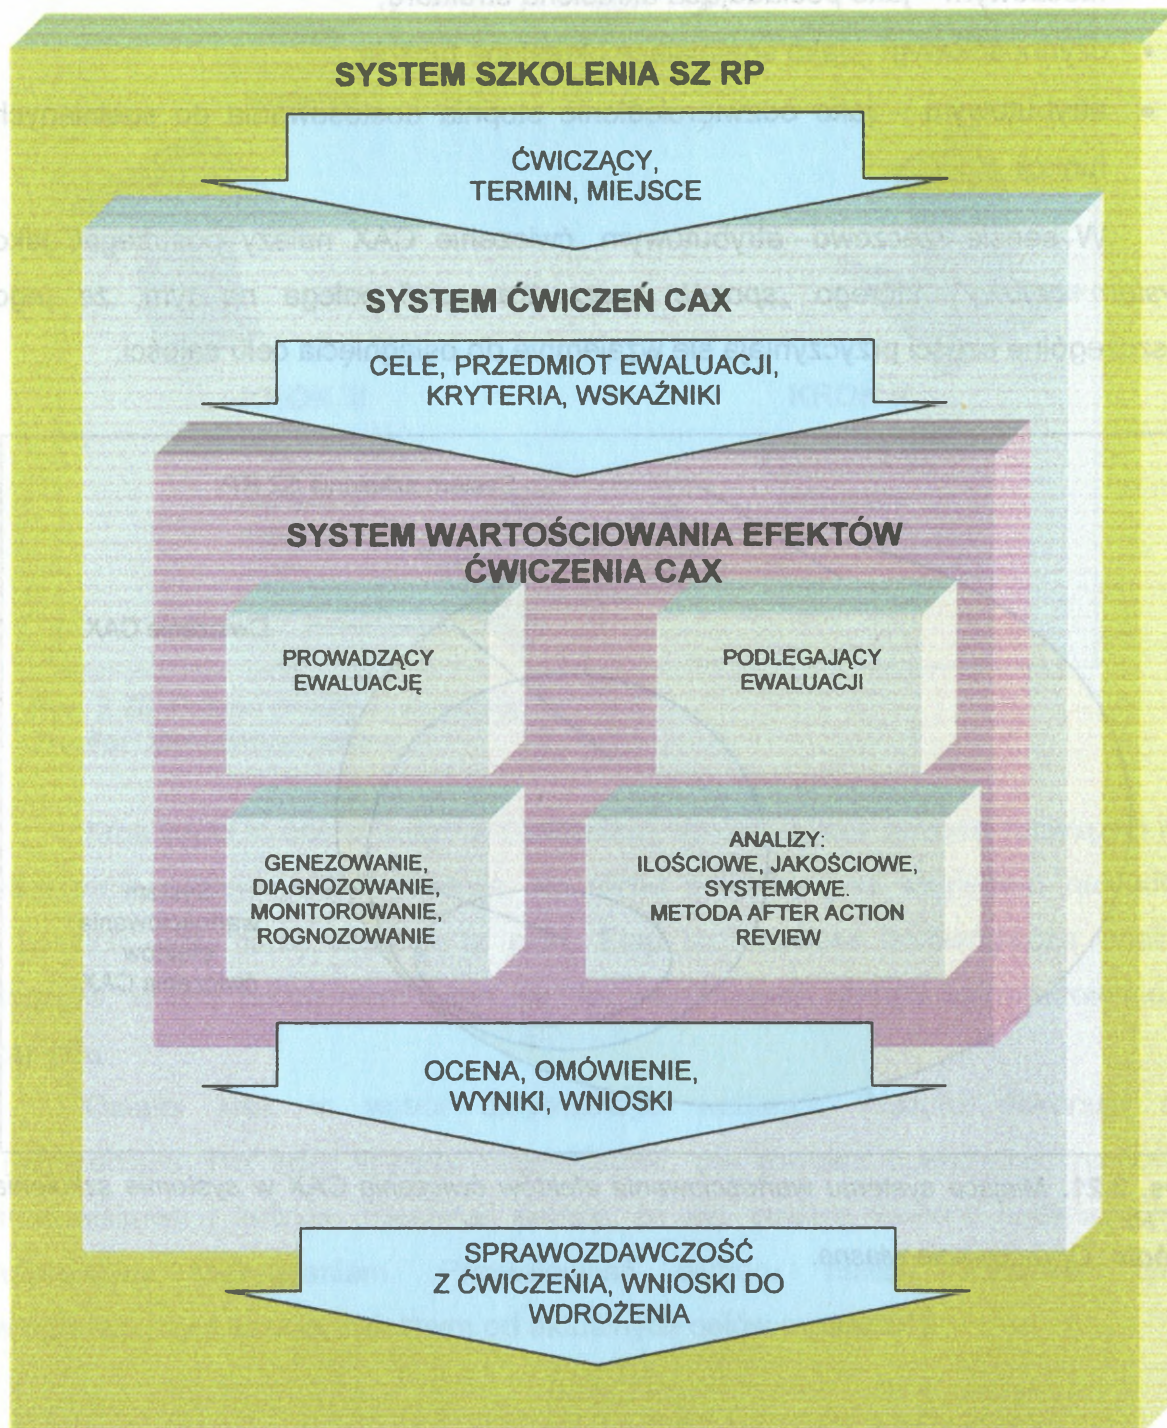 SYSTEM SZKOLENIA SZ RP
ĆWICZĄCY,
TERMIN, MIEJSCE
SYSTEM ĆWICZEŃ CAX
CELE, PRZEDMIOT EWALUACJI,
KRYTERIA, WSKAŹNIKI
SYSTEM WARTOŚCIOWANIA EFEKTÓW
ĆWICZENIA CAX
PROWADZĄCY
EWALUACJĘ
PODLEGAJĄCY
EWALUACJI
GENEZOWANIE,
DIAGNOZOWANIE,
MONITOROWANIE,
ROGNOZOWANIE
ANALIZY:
ILOŚCIOWE, JAKOŚCIOWE,
SYSTEMOWE.
METODA AFTER ACTION
REVIEW
OCENA, OMÓWIENIE,
WYNIKI, WNIOSKI
SPRAWOZDAWCZOŚĆ
Z ĆWICZEŃIA, WNIOSKI DO
WDROŻENIA